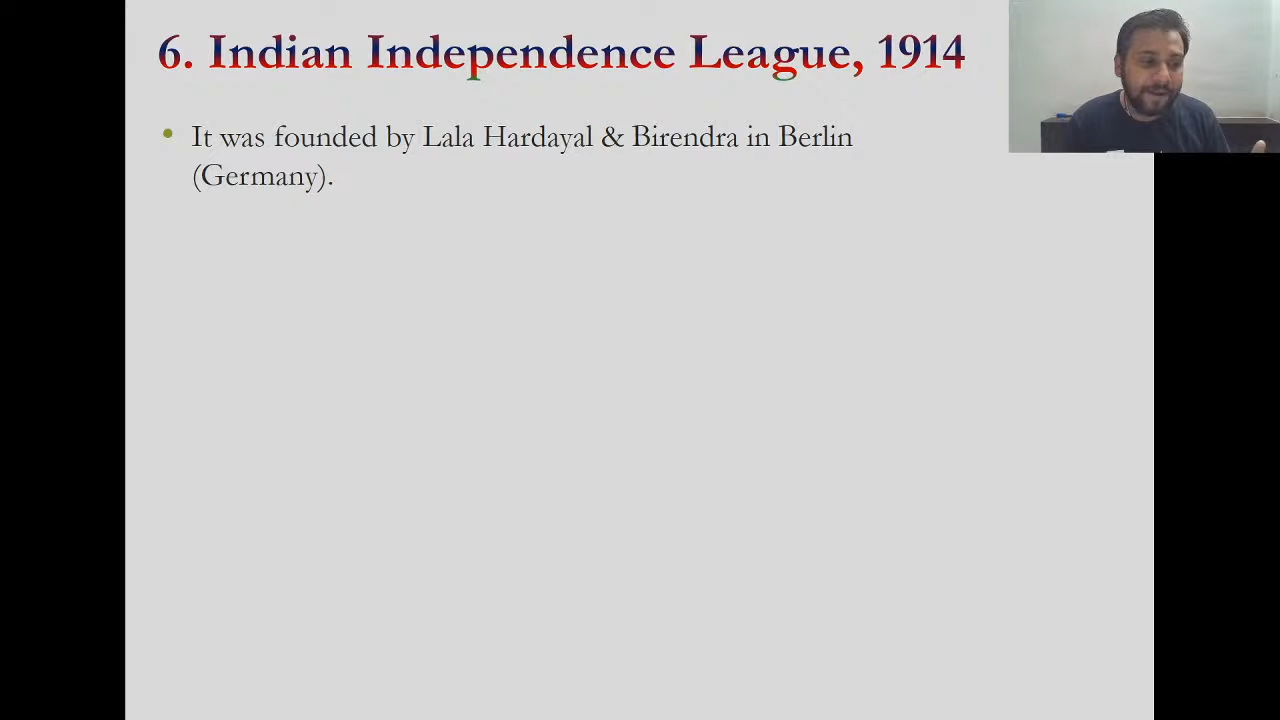 6. Indian Independence League, 1914
• It was founded by Lala Hardayal & Birendra in Berlin
(Germany).